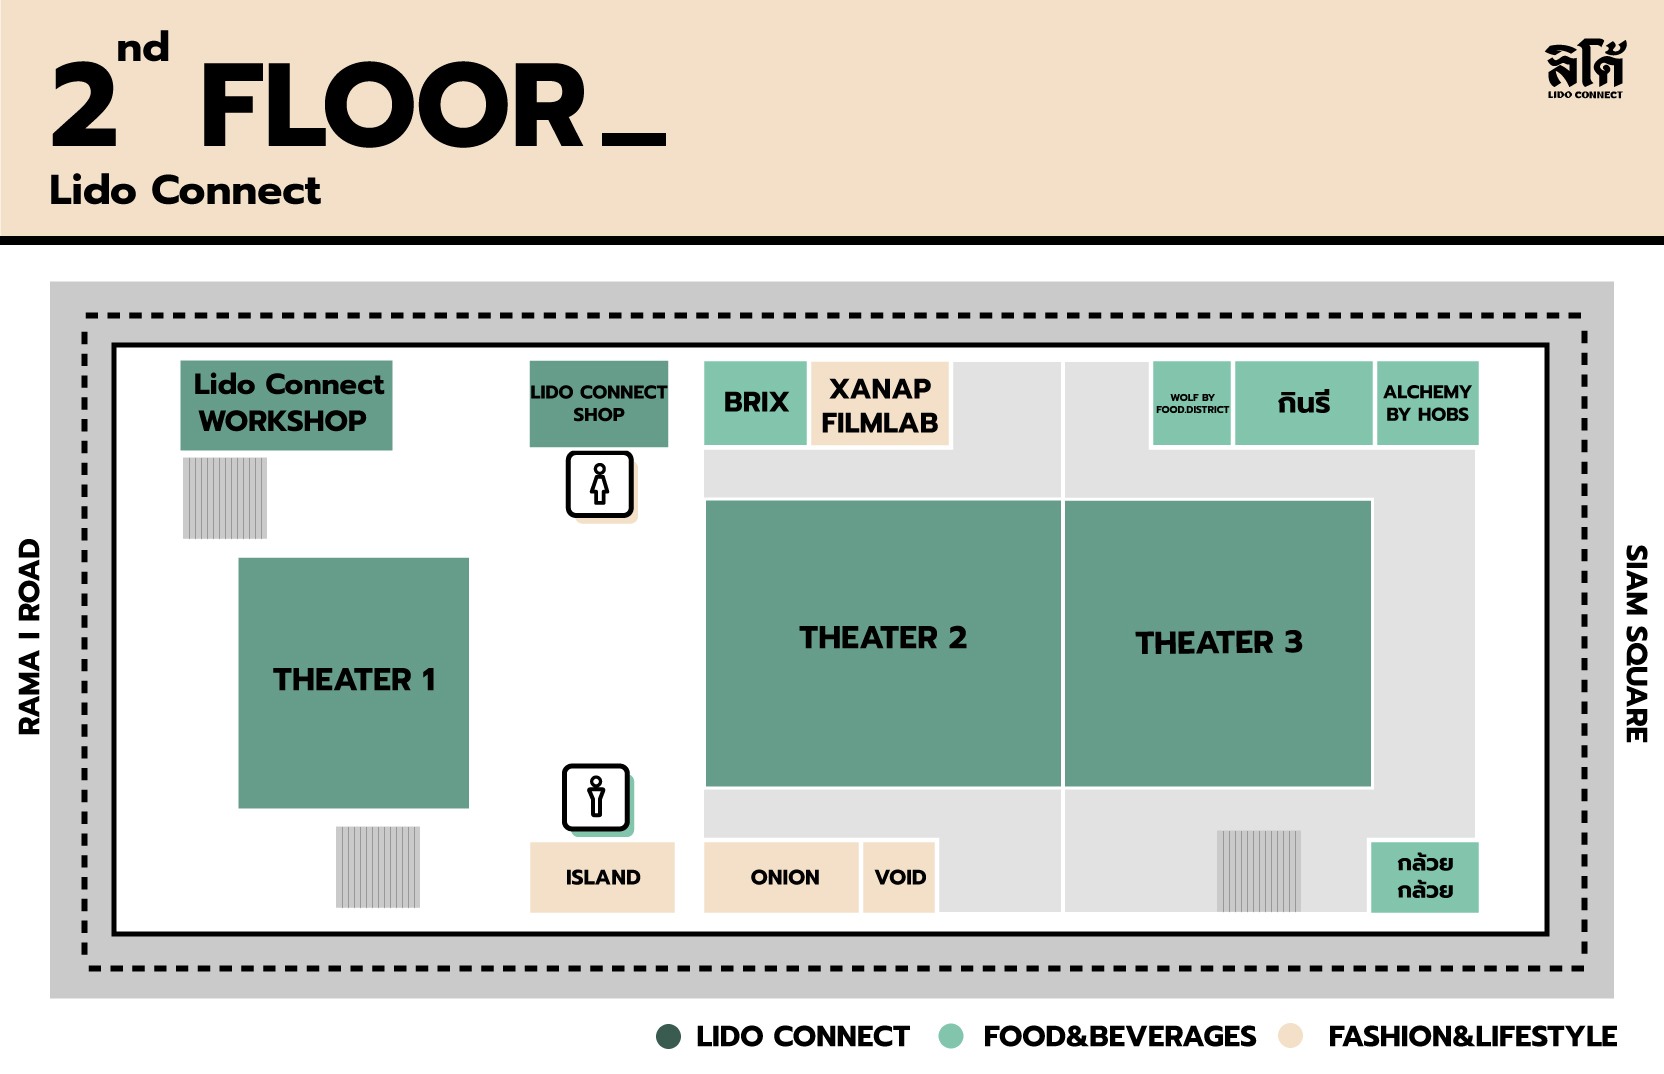 2nd FLOOR_
Lido Connect
ลิโด้
LIDO CONNECT
Lido Connect
WORKSHOP
LIDO CONNECT
SHOP
BRIX
XANAP
FILMLAB
WOLF BY
FOOD.DISTRICT
กินรี
ALCHEMY
BY HOBS
RAMA I ROAD
SIAM SQUARE
THEATER 1
THEATER 2
THEATER 3
ISLAND
ONION
VOID
กล้วย
กล้วย
LIDO CONNECT
FOOD&BEVERAGES
FASHION&LIFESTYLE